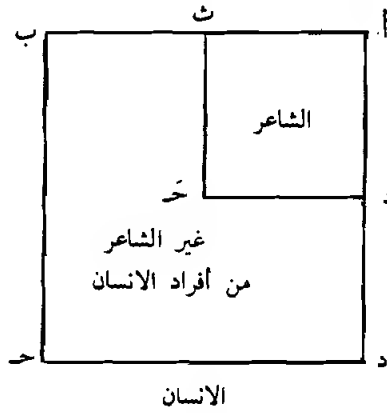 ث
أ
ب
الشاعر
د
حَـ
غير الشاعر
من أفراد الانسان
د
حـ
الانسان